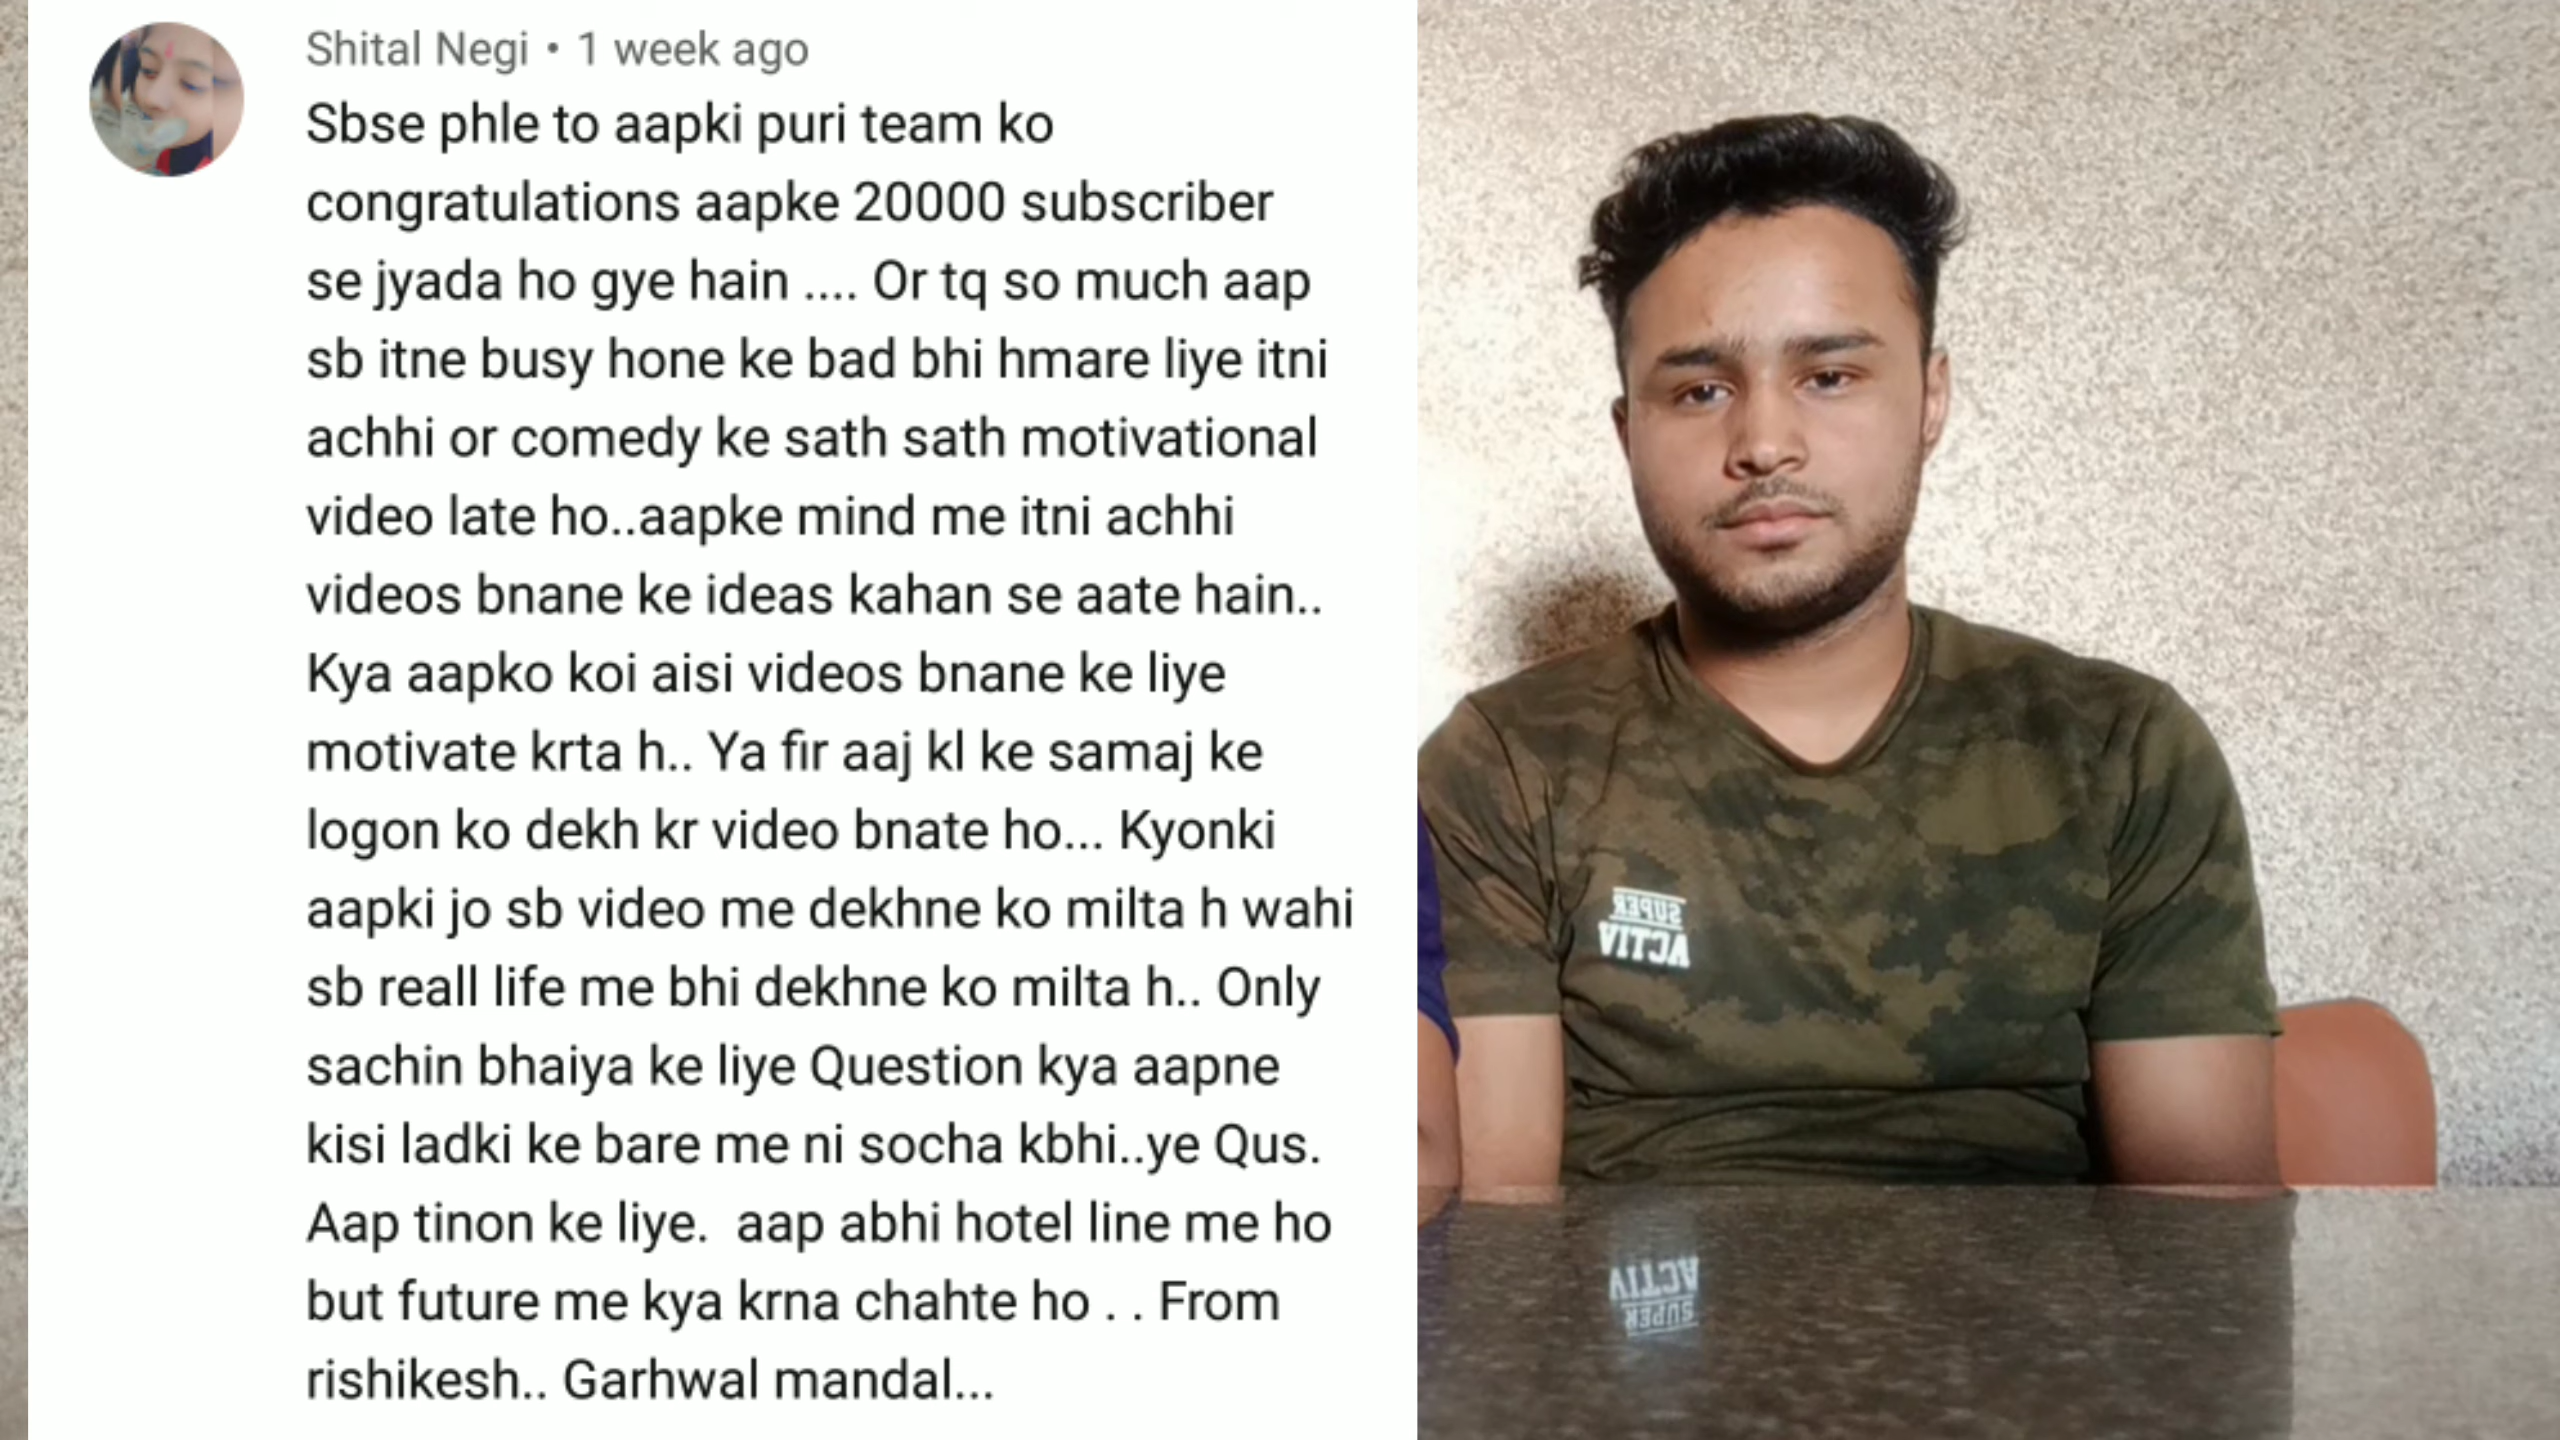 Shital Negi • 1 week ago
Sbse phle to aapki puri team ko
congratulations aapke 20000 subscriber
se jyada ho gye hain .... Or tq so much aap
sb itne busy hone ke bad bhi hmare liye itni
achhi or comedy ke sath sath motivational
video late ho..aapke mind me itni achhi
videos bnane ke ideas kahan se aate hain..
Kya aapko koi aisi videos bnane ke liye
motivate krta h.. Ya fir aaj kl ke samaj ke
logon ko dekh kr video bnate ho... Kyonki
aapki jo sb video me dekhne ko milta h wahi
sb reall life me bhi dekhne ko milta h.. Only
sachin bhaiya ke liye Question kya aapne
kisi ladki ke bare me ni socha kbhi..ye Qus.
Aap tinon ke liye.  aap abhi hotel line me ho
but future me kya krna chahte ho . . From
rishikesh.. Garhwal mandal...
SUPER
ACTIV
ACTIV
SUPER